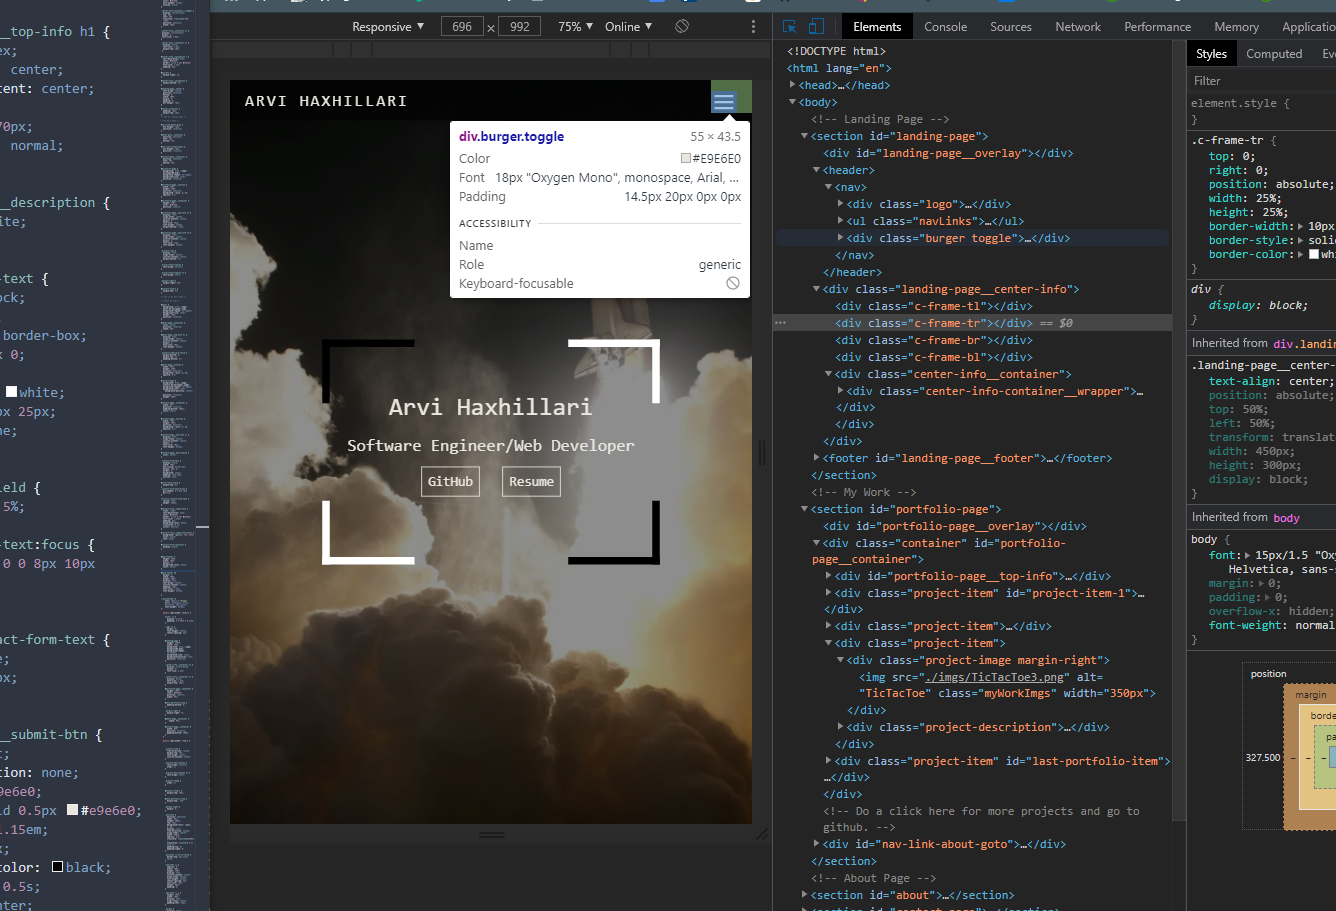 __top-info h1 {
ex;
center;
tent: center;
70px;
normal;
__description {
ite;
-text {
ock;
border-box;
x 0;
white;
px 25px;
ne;
ield {
5%;
-text:focus {
0 0 8px 10px
act-form-text {
e;
px;
__submit-btn {
t;
tion: none;
9e6e0;
id 0.5px #e9e6e0;
1.15em;
x;
color: black;
0.5s;
nter;
Responsive ▼ 696 x 992 75% ▼ Online ▼
ARVI HAXHILLARI
div.burger.toggle 55 × 43.5
Color #E9E6E0
Font 18px "Oxygen Mono", monospace, Arial, ...
Padding 14.5px 20px 0px 0px
ACCESSIBILITY
Name
Role generic
Keyboard-focusable
Arvi Haxhillari
Software Engineer/Web Developer
GitHub Resume
Elements Console Sources Network Performance Memory Applicatio
<!DOCTYPE html>
<html lang="en">
▶<head>…</head>
▼<body>
<!-- Landing Page -->
▼<section id="landing-page">
<div id="landing-page__overlay"></div>
▼<header>
▼<nav>
▶<div class="logo">…</div>
▶<ul class="navLinks">…</ul>
▶<div class="burger toggle">…</div>
</nav>
</header>
▼<div class="landing-page__center-info">
<div class="c-frame-tl"></div>
<div class="c-frame-tr"></div> == $0
<div class="c-frame-br"></div>
<div class="c-frame-bl"></div>
▼<div class="center-info__container">
▶<div class="center-info-container__wrapper">…
</div>
</div>
</div>
▶<footer id="landing-page__footer">…</footer>
</section>
<!-- My Work -->
▼<section id="portfolio-page">
<div id="portfolio-page__overlay"></div>
▼<div class="container" id="portfolio-
page__container">
▶<div id="portfolio-page__top-info">…</div>
▶<div class="project-item" id="project-item-1">…
</div>
▶<div class="project-item">…</div>
▼<div class="project-item">
▼<div class="project-image margin-right">
<img src="./imgs/TicTacToe3.png" alt=
"TicTacToe" class="myWorkImgs" width="350px">
</div>
▶<div class="project-description">…</div>
</div>
▶<div class="project-item" id="last-portfolio-item">
…</div>
</div>
<!-- Do a click here for more projects and go to
github. -->
▶<div id="nav-link-about-goto">…</div>
</section>
<!-- About Page -->
▶<section id="about">…</section>
Styles Computed Eve
Filter
element.style {
}
.c-frame-tr {
top: 0;
right: 0;
position: absolute;
width: 25%;
height: 25%;
border-width:▶ 10px
border-style:▶ soli
border-color:▶ whi
}
div {
display: block;
}
Inherited from div.landin
.landing-page__center-
text-align: center;
position: absolute;
top: 50%;
left: 50%;
transform: translat
width: 450px;
height: 300px;
display: block;
}
Inherited from body
body {
font:▶ 15px/1.5 "Oxy
Helvetica, sans-s
margin:▶ 0;
padding:▶ 0;
overflow-x: hidden;
font-weight: normal
}
position
margin
borde
pa
327.500 – – –